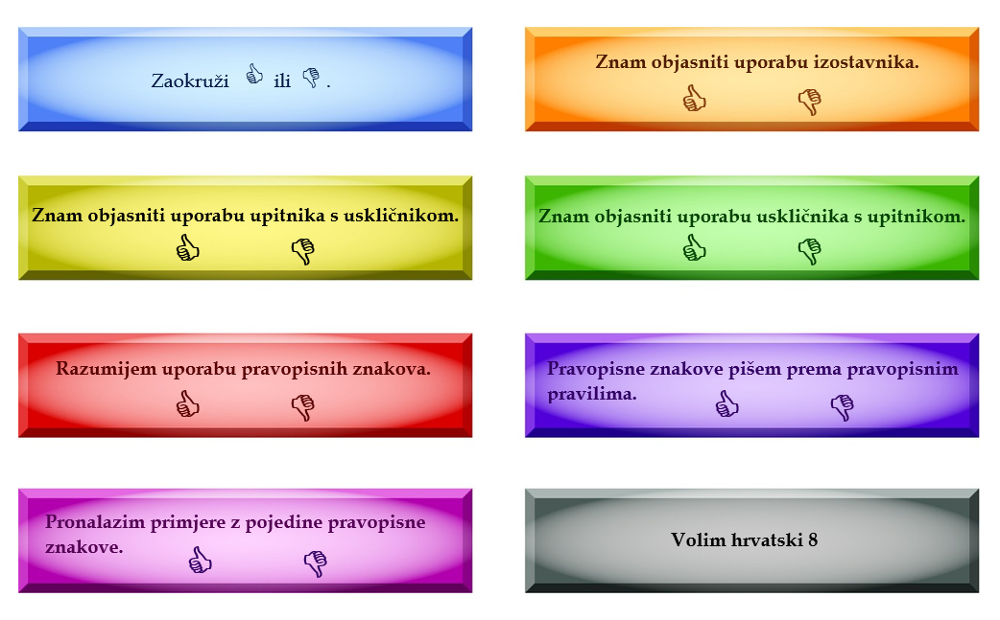 Zaokruži 👍 ili 👎 .
Znam objasniti uporabu izostavnika.
Znam objasniti uporabu upitnika s uskličnikom.
Znam objasniti uporabu uskličnika s upitnikom.
Razumijem uporabu pravopisnih znakova.
Pravopisne znakove pišem prema pravopisnim
pravilima.
Pronalazim primjere z pojedine pravopisne
znakove.
Volim hrvatski 8